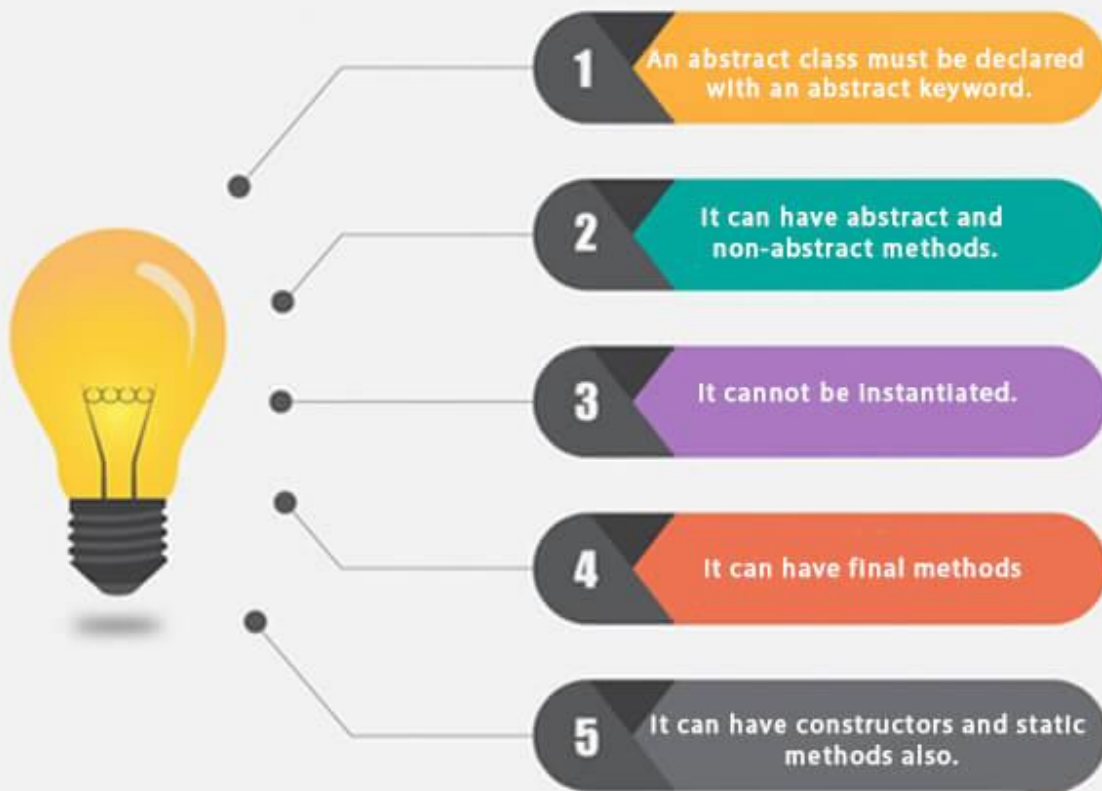 1
An abstract class must be declared
with an abstract keyword.
2
It can have abstract and
non-abstract methods.
3
It cannot be instantiated.
4
It can have final methods
5
It can have constructors and static
methods also.